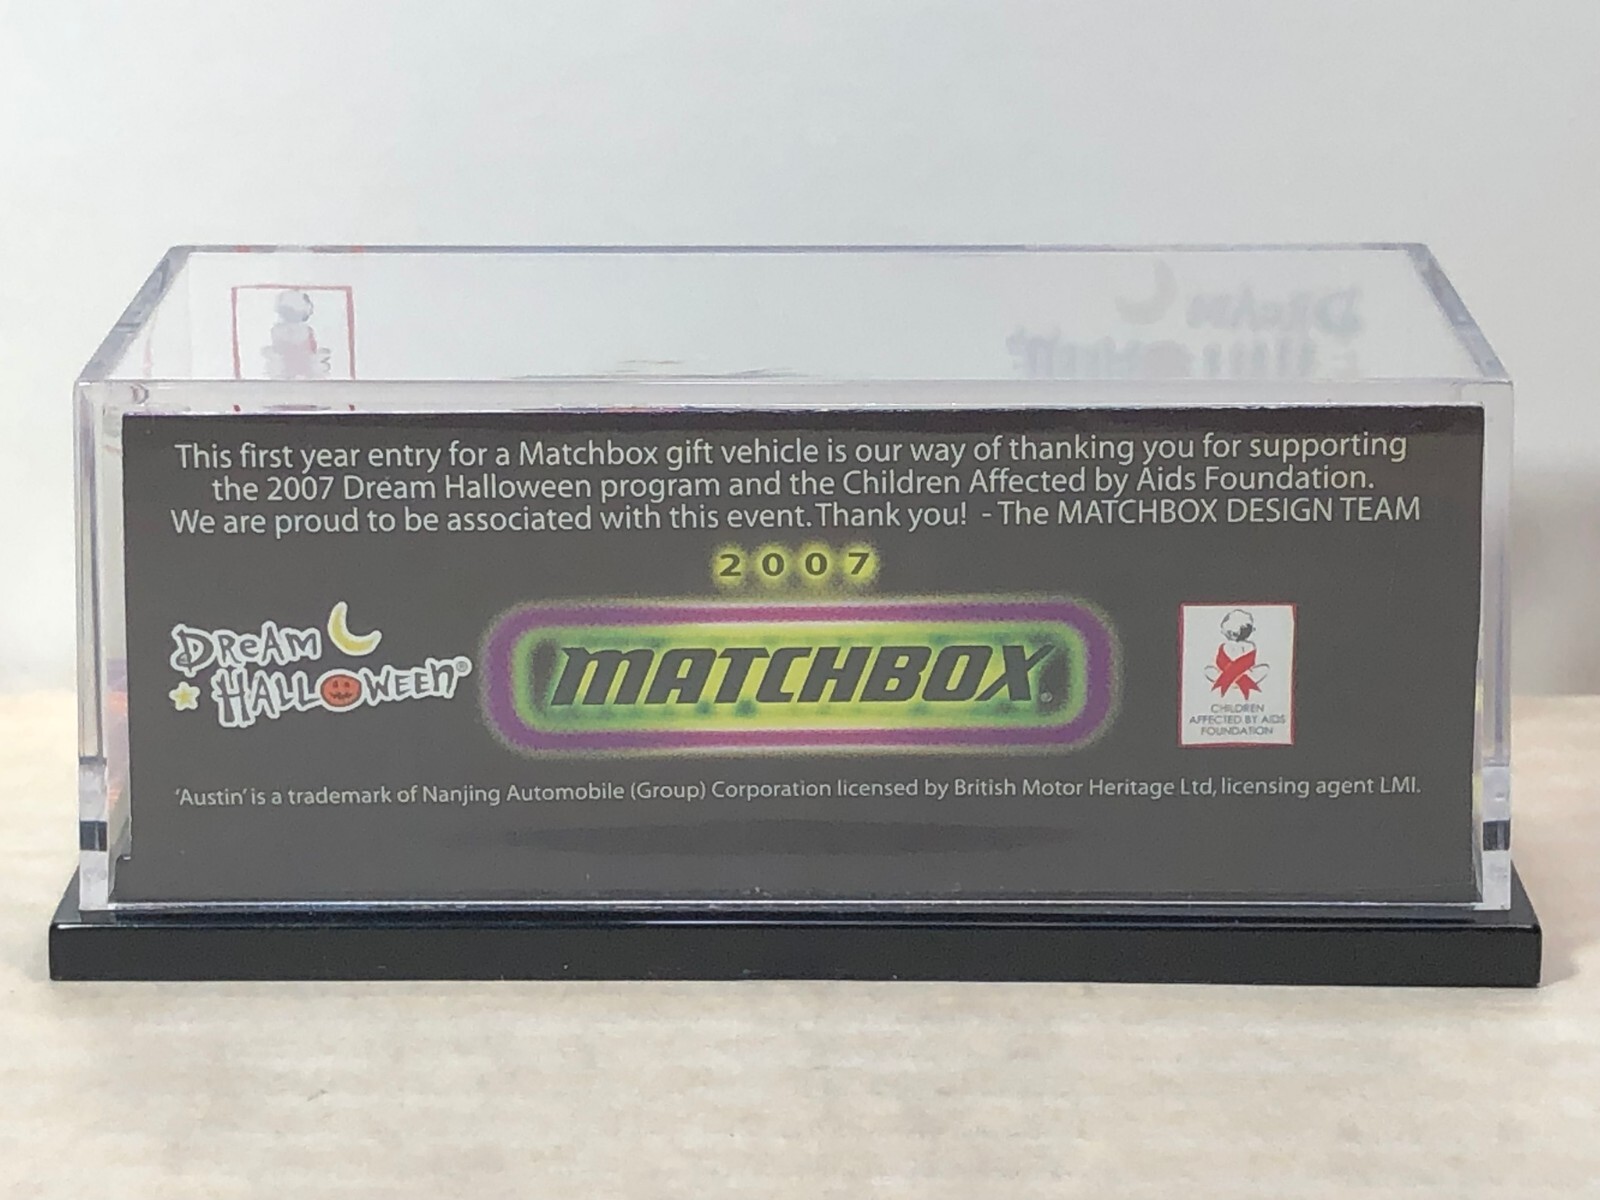 This first year entry for a Matchbox gift vehicle is our way of thanking you for supporting
the 2007 Dream Halloween program and the Children Affected by Aids Foundation.
We are proud to be associated with this event. Thank you! - The MATCHBOX DESIGN TEAM
2007
DReAM
HALLOWEEN®
MATCHBOX®
CHILDREN
AFFECTED BY AIDS
FOUNDATION
'Austin' is a trademark of Nanjing Automobile (Group) Corporation licensed by British Motor Heritage Ltd, licensing agent LMI.